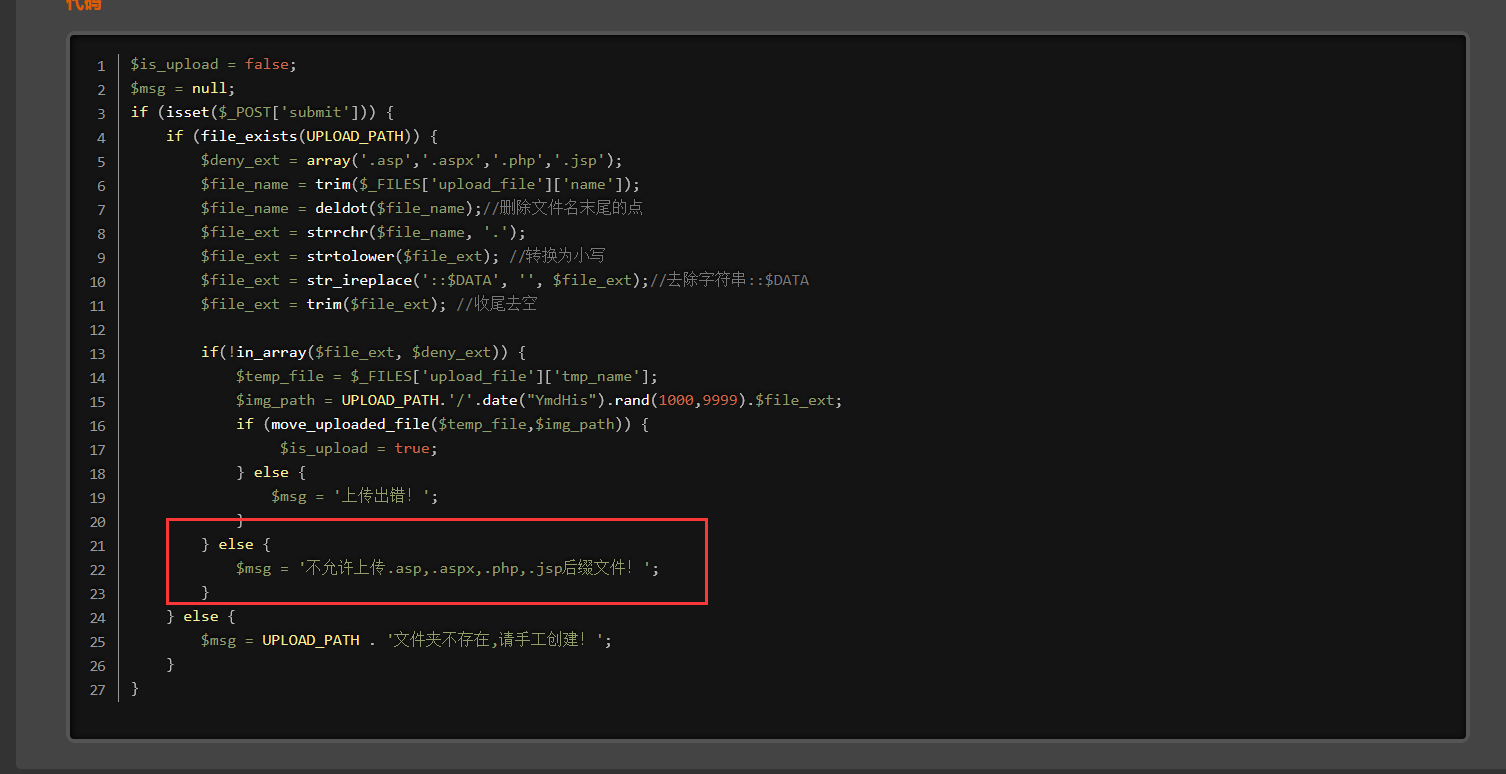 代码
1 $is_upload = false;
2 $msg = null;
3 if (isset($_POST['submit'])) {
4     if (file_exists(UPLOAD_PATH)) {
5         $deny_ext = array('.asp','.aspx','.php','.jsp');
6         $file_name = trim($_FILES['upload_file']['name']);
7         $file_name = deldot($file_name);//删除文件名末尾的点
8         $file_ext = strrchr($file_name, '.');
9         $file_ext = strtolower($file_ext); //转换为小写
10         $file_ext = str_ireplace('::$DATA', '', $file_ext);//去除字符串::$DATA
11         $file_ext = trim($file_ext); //收尾去空
12
13         if(!in_array($file_ext, $deny_ext)) {
14             $temp_file = $_FILES['upload_file']['tmp_name'];
15             $img_path = UPLOAD_PATH.'/'.date("YmdHis").rand(1000,9999).$file_ext;
16             if (move_uploaded_file($temp_file,$img_path)) {
17                  $is_upload = true;
18             } else {
19                 $msg = '上传出错！';
20             }
21         } else {
22             $msg = '不允许上传.asp,.aspx,.php,.jsp后缀文件！';
23         }
24     } else {
25         $msg = UPLOAD_PATH . '文件夹不存在,请手工创建！';
26     }
27 }